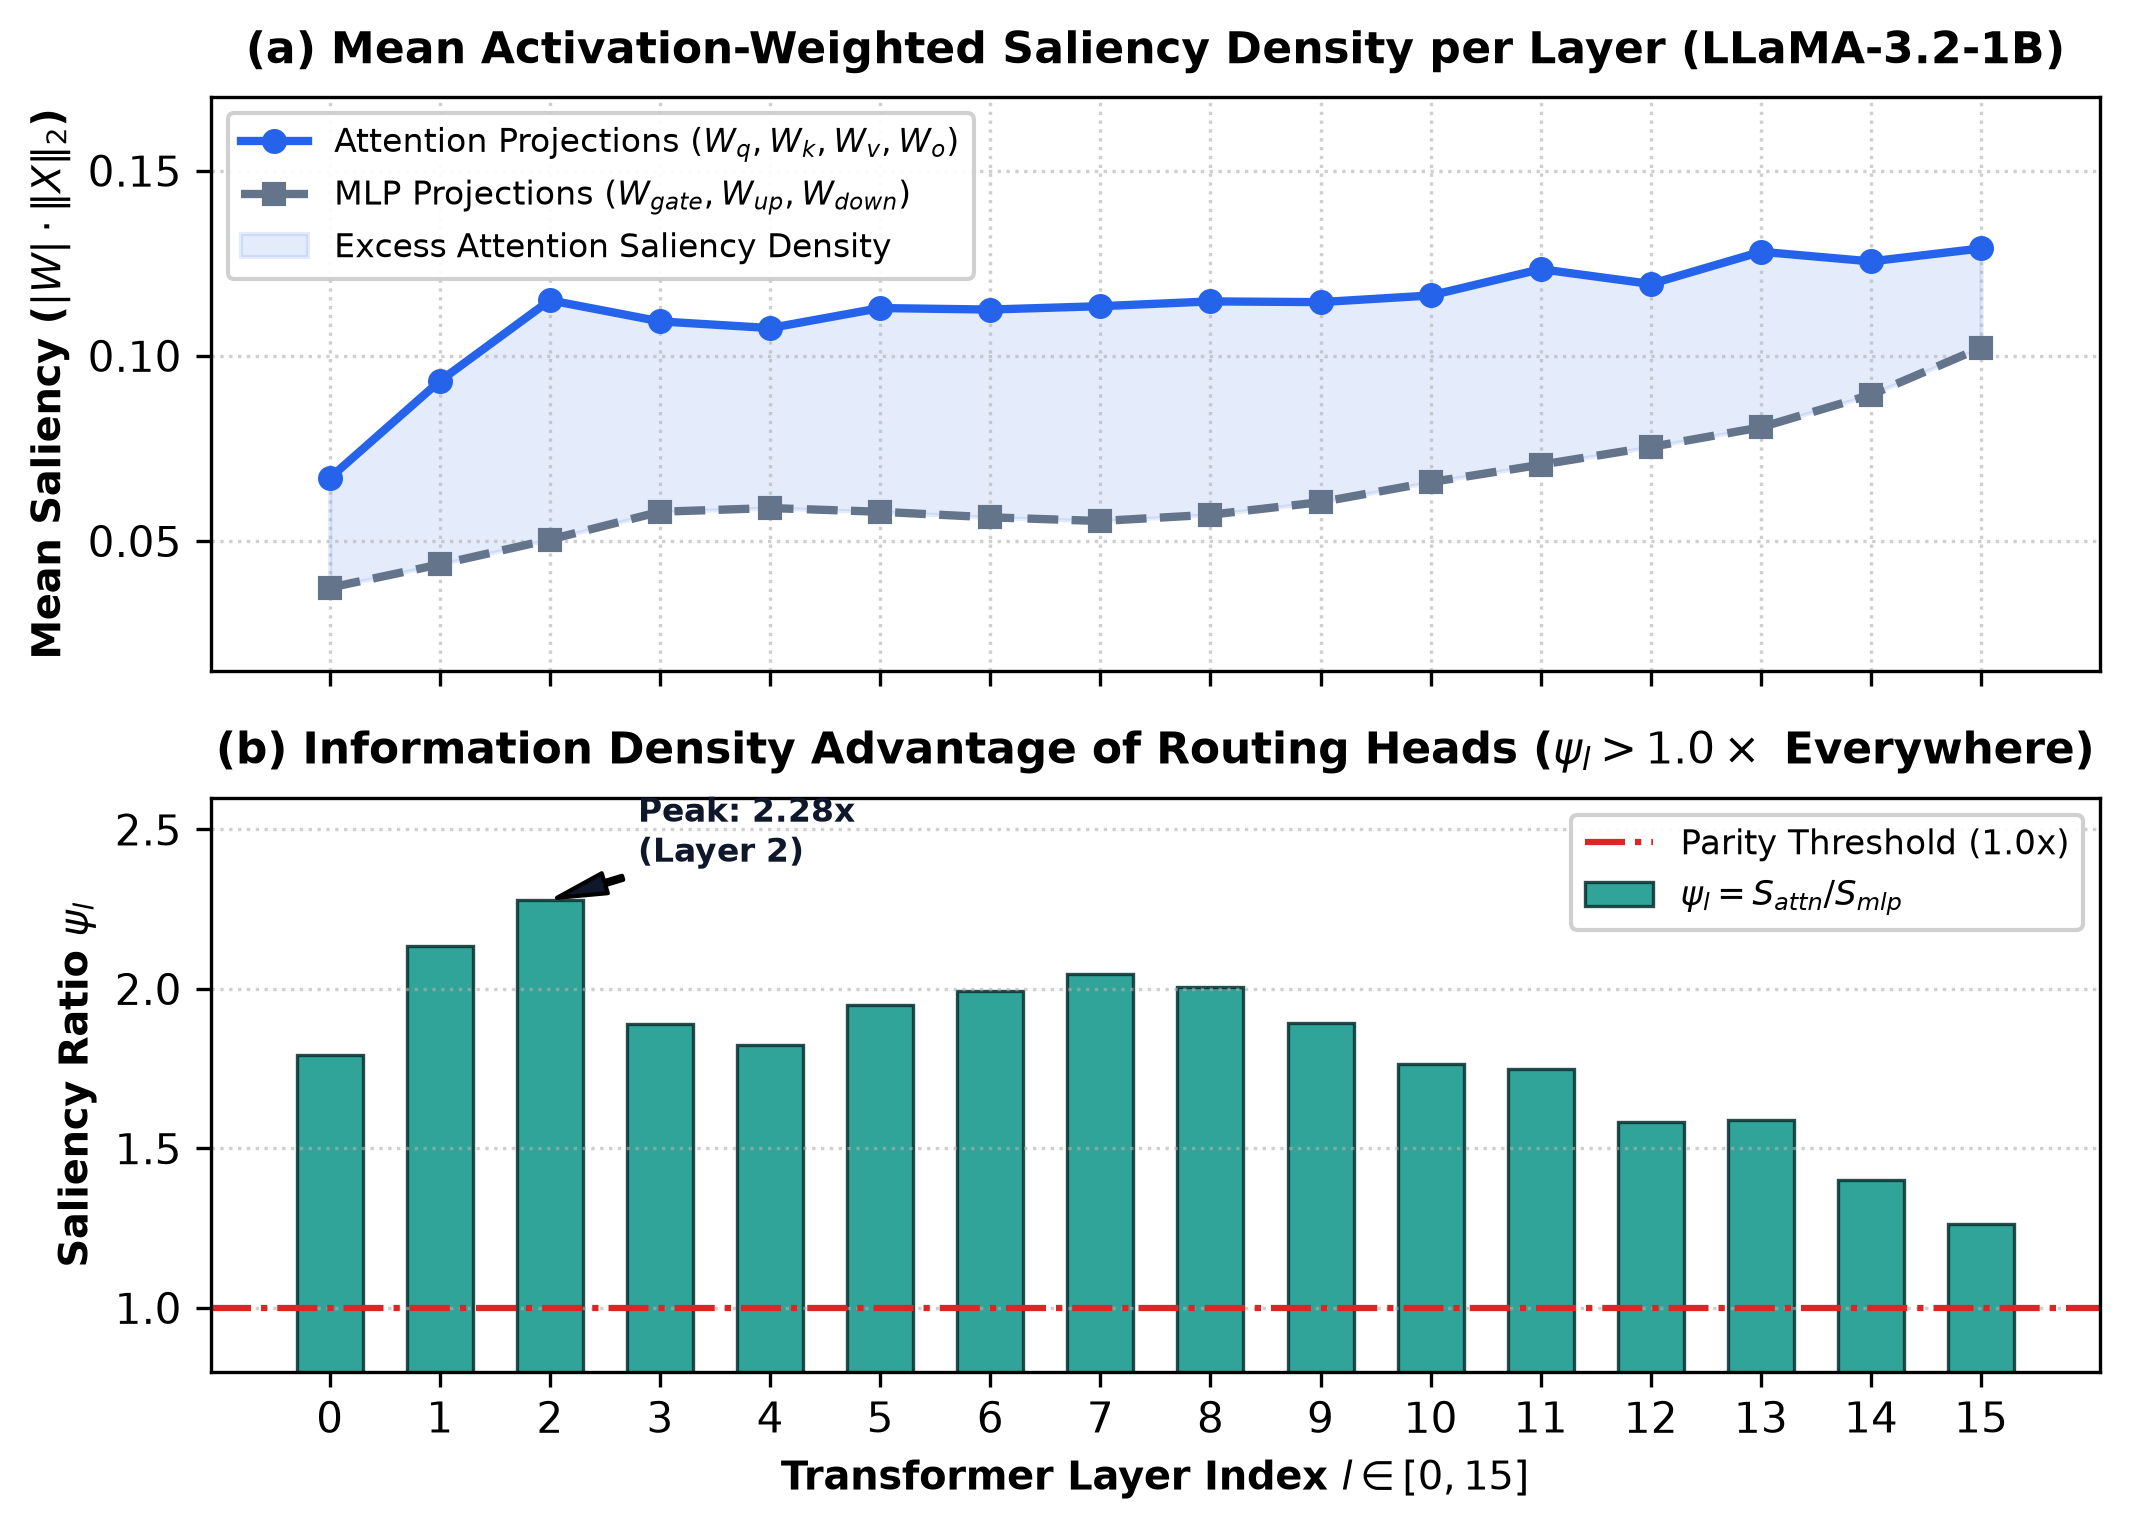 (a) Mean Activation-Weighted Saliency Density per Layer (LLaMA-3.2-1B)
Mean Saliency (|W| · ‖X‖₂)
0.15
0.10
0.05
Attention Projections (W_q, W_k, W_v, W_o)
MLP Projections (W_gate, W_up, W_down)
Excess Attention Saliency Density
(b) Information Density Advantage of Routing Heads (ψ_l > 1.0 × Everywhere)
Saliency Ratio ψ_l
2.5
2.0
1.5
1.0
Peak: 2.28x
(Layer 2)
Parity Threshold (1.0x)
ψ_l = S_attn/S_mlp
0 1 2 3 4 5 6 7 8 9 10 11 12 13 14 15
Transformer Layer Index l ∈ [0, 15]